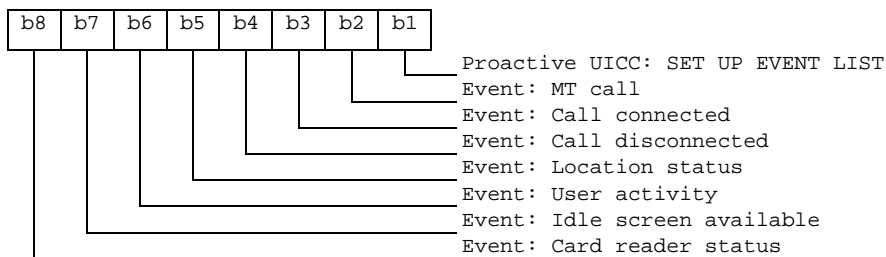 b8 b7 b6 b5 b4 b3 b2 b1
Proactive UICC: SET UP EVENT LIST
Event: MT call
Event: Call connected
Event: Call disconnected
Event: Location status
Event: User activity
Event: Idle screen available
Event: Card reader status